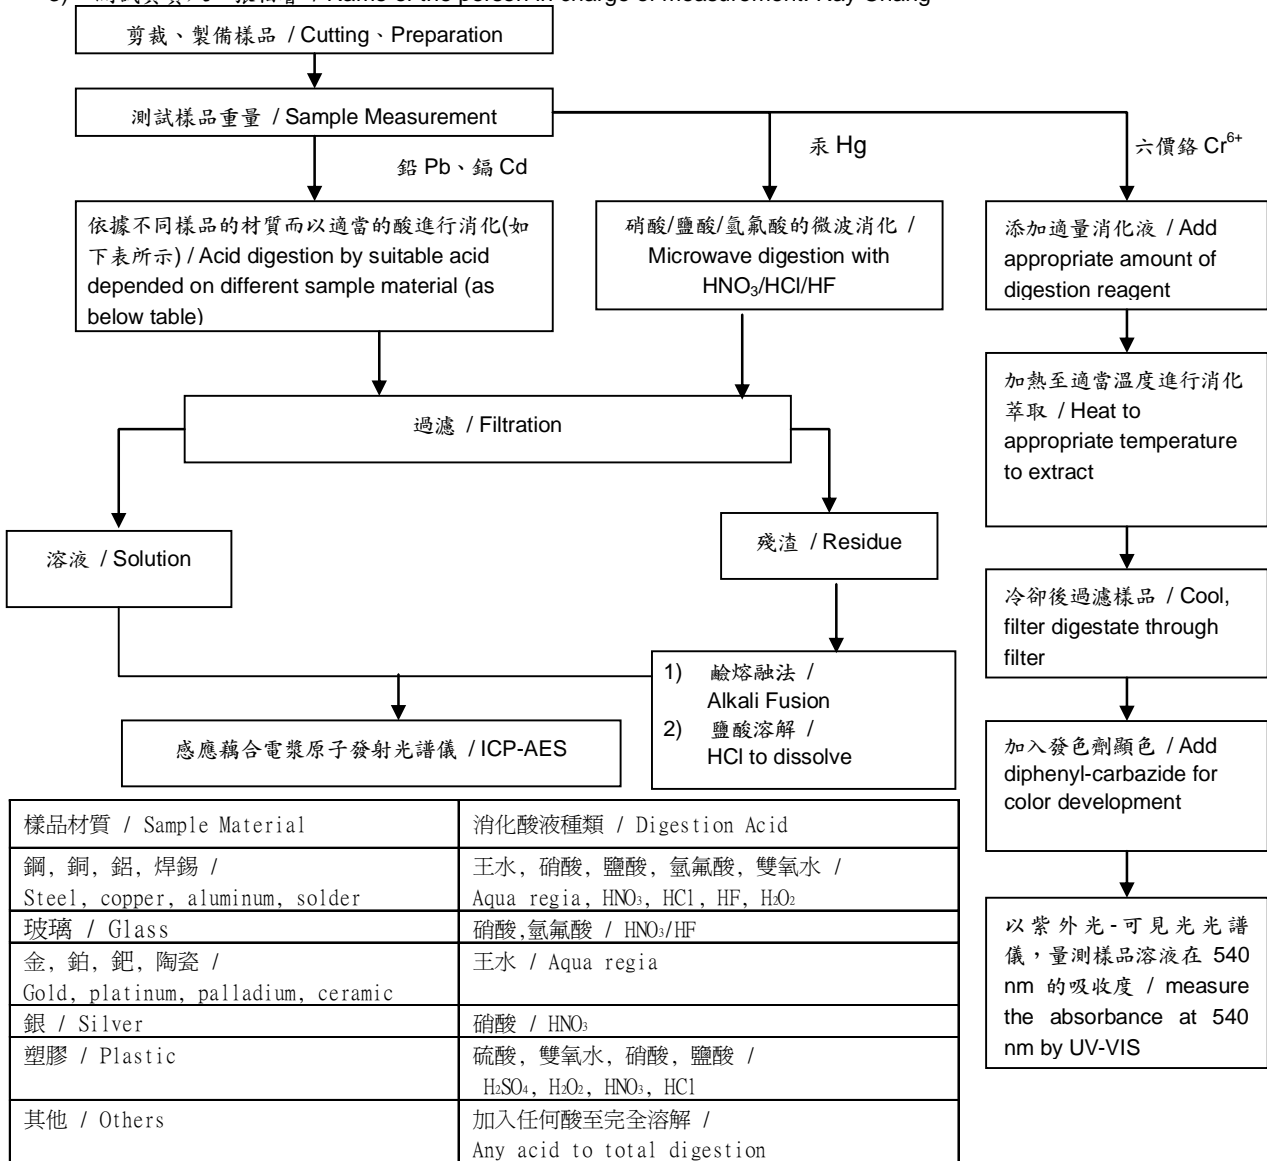 Name of the person in charge of measurement: Ray Chang
剪裁、製備樣品 / Cutting、Preparation
測試樣品重量 / Sample Measurement
鉛 Pb、鎘 Cd
汞 Hg
六價鉻 Cr6+
依據不同樣品的材質而以適當的酸進行消化(如
下表所示) / Acid digestion by suitable acid
depended on different sample material (as
below table)
硝酸/鹽酸/氫氟酸的微波消化 /
Microwave digestion with
HNO₃/HCl/HF
添加適量消化液 / Add
appropriate amount of
digestion reagent
過濾 / Filtration
加熱至適當溫度進行消化
萃取 / Heat to
appropriate temperature
to extract
溶液 / Solution
殘渣 / Residue
冷卻後過濾樣品 / Cool,
filter digestate through
filter
1) 鹼熔融法 /
Alkali Fusion
2) 鹽酸溶解 /
HCl to dissolve
感應藕合電漿原子發射光譜儀 / ICP-AES
加入發色劑顯色 / Add
diphenyl-carbazide for
color development
以紫外光-可見光光譜
儀，量測樣品溶液在 540
nm 的吸收度 / measure
the absorbance at 540
nm by UV-VIS
樣品材質 / Sample Material
消化酸液種類 / Digestion Acid
鋼, 銅, 鋁, 焊錫 /
Steel, copper, aluminum, solder
王水, 硝酸, 鹽酸, 氫氟酸, 雙氧水 /
Aqua regia, HNO₃, HCl, HF, H₂O₂
玻璃 / Glass
硝酸,氫氟酸 / HNO₃/HF
金, 鉑, 鈀, 陶瓷 /
Gold, platinum, palladium, ceramic
王水 / Aqua regia
銀 / Silver
硝酸 / HNO₃
塑膠 / Plastic
硫酸, 雙氧水, 硝酸, 鹽酸 /
H₂SO₄, H₂O₂, HNO₃, HCl
其他 / Others
加入任何酸至完全溶解 /
Any acid to total digestion